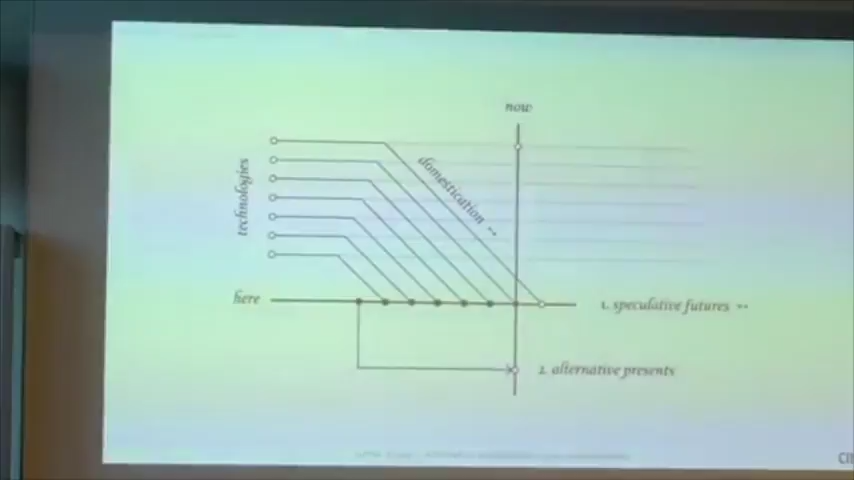 now
technologies
domestication
here
1. speculative futures
2. alternative presents